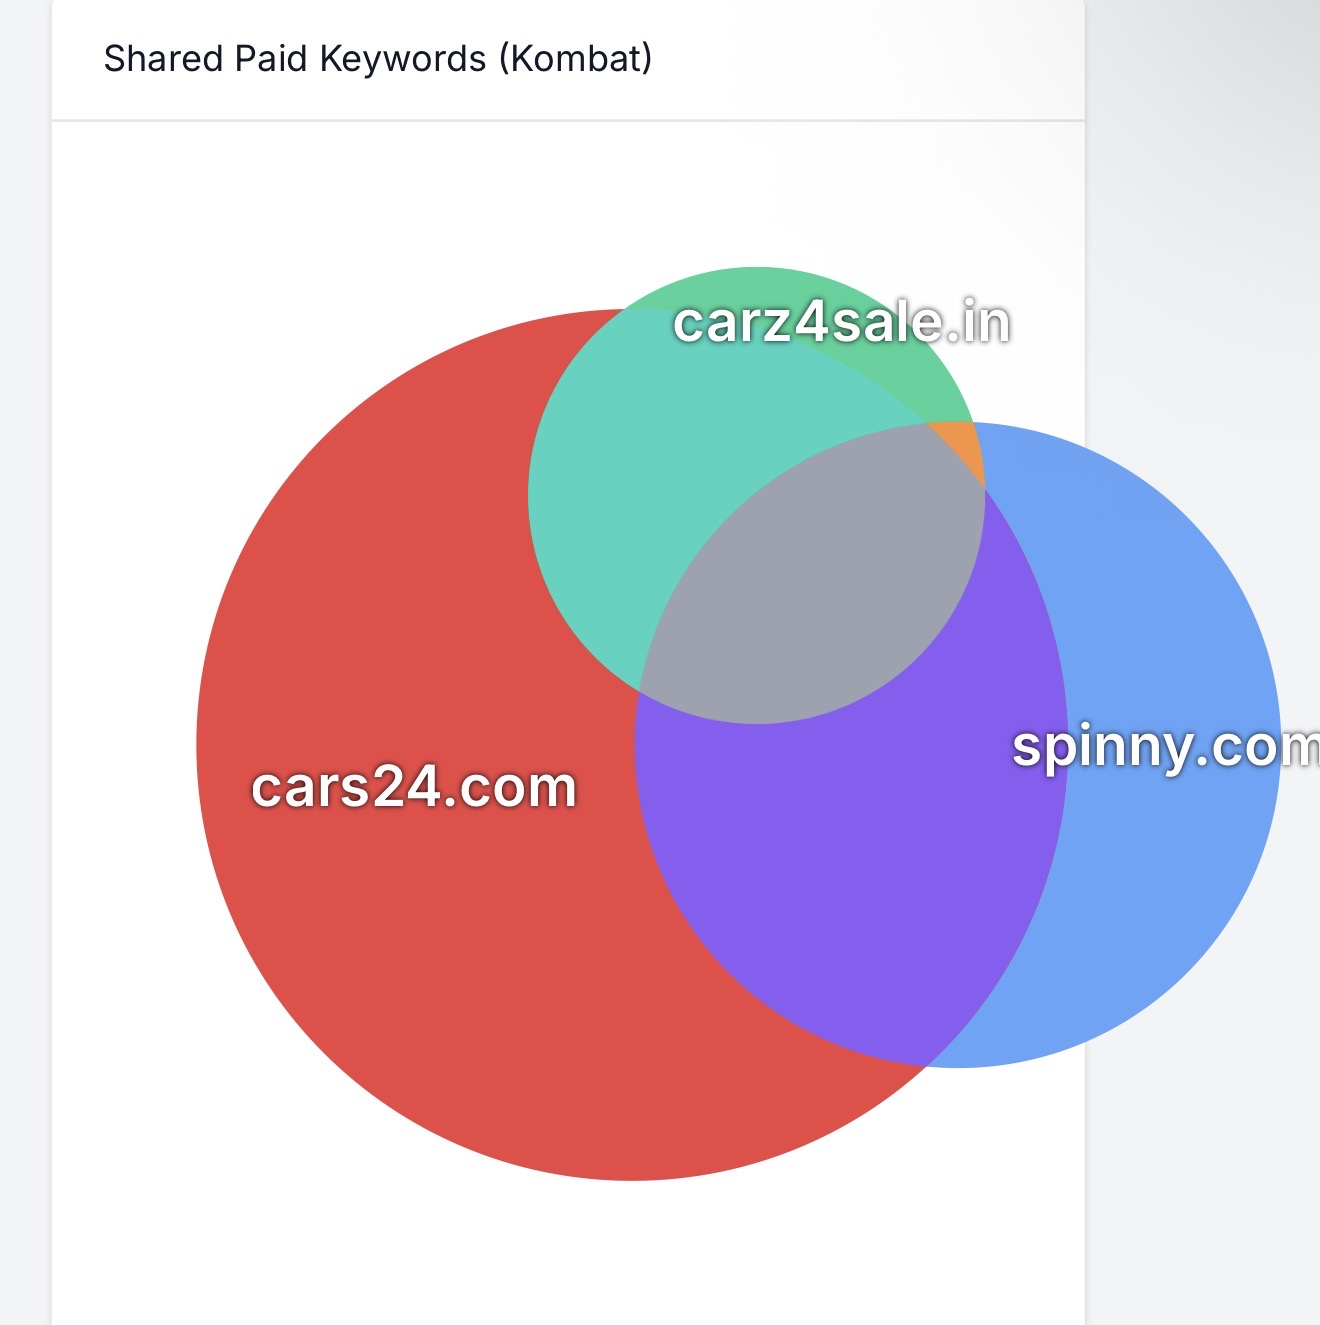 Shared Paid Keywords (Kombat)
carz4sale.in
spinny.com
cars24.com